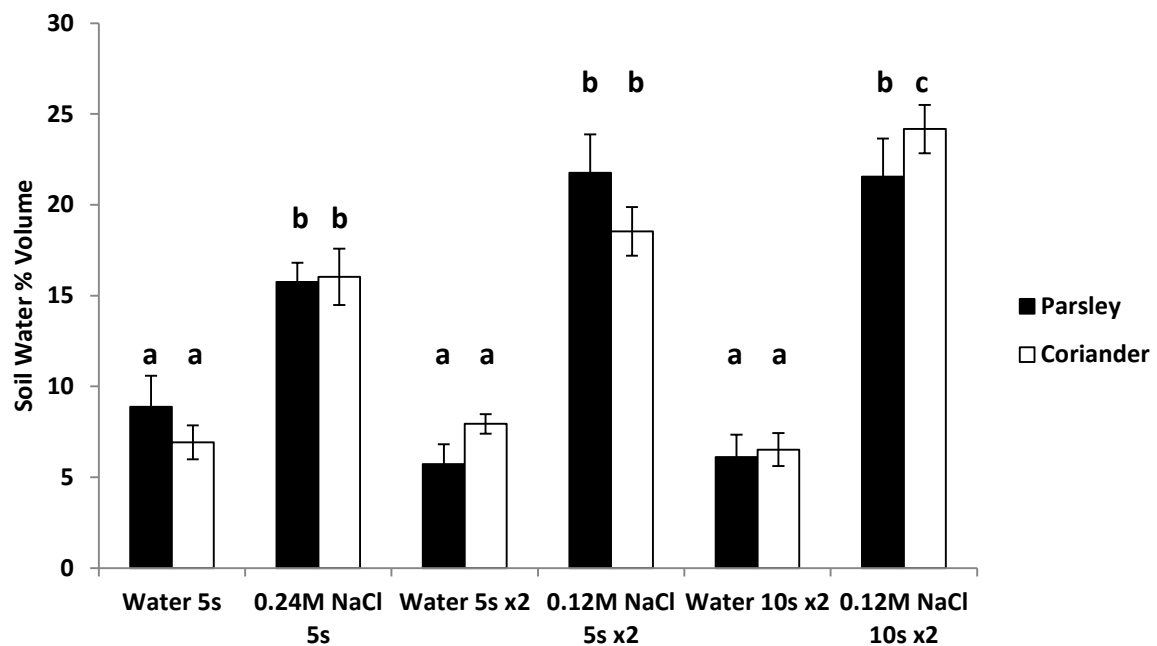 Soil Water % Volume
30
25
20
15
10
5
0
a a
b b
a a
b b
a a
b c
Water 5s
0.24M NaCl
5s
Water 5s x2
0.12M NaCl
5s x2
Water 10s x2
0.12M NaCl
10s x2
Parsley
Coriander